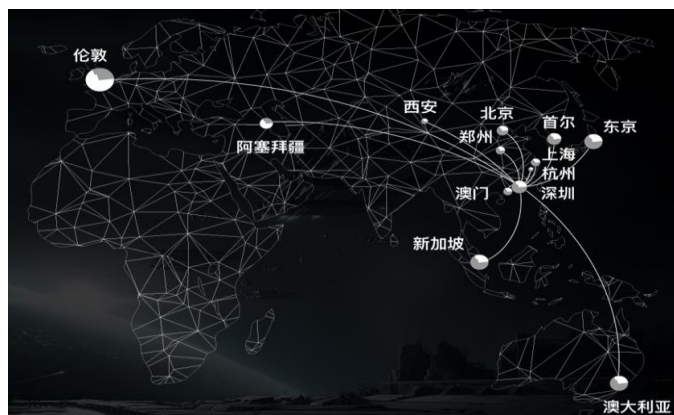 伦敦
西安
北京
首尔
东京
郑州
阿塞拜疆
上海
杭州
澳门
深圳
新加坡
澳大利亚